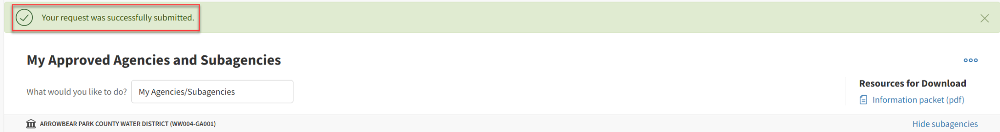 Your request was successfully submitted.
My Approved Agencies and Subagencies
What would you like to do? My Agencies/Subagencies
Resources for Download
Information packet (pdf)
ARROWBEAR PARK COUNTY WATER DISTRICT (WW004-GA001)
Hide subagencies